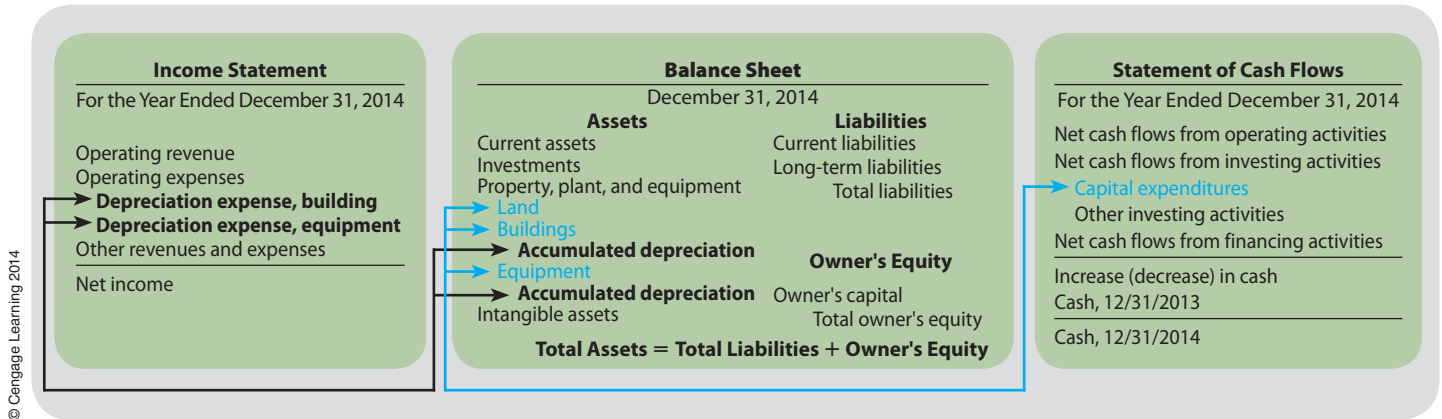 Income Statement
For the Year Ended December 31, 2014
Operating revenue
Operating expenses
Depreciation expense, building
Depreciation expense, equipment
Other revenues and expenses
Net income
Balance Sheet
December 31, 2014
Assets
Current assets
Investments
Property, plant, and equipment
Land
Buildings
Accumulated depreciation
Equipment
Accumulated depreciation
Intangible assets
Liabilities
Current liabilities
Long-term liabilities
Total liabilities
Owner's Equity
Owner's capital
Total owner's equity
Total Assets = Total Liabilities + Owner's Equity
Statement of Cash Flows
For the Year Ended December 31, 2014
Net cash flows from operating activities
Net cash flows from investing activities
Capital expenditures
Other investing activities
Net cash flows from financing activities
Increase (decrease) in cash
Cash, 12/31/2013
Cash, 12/31/2014
© Cengage Learning 2014